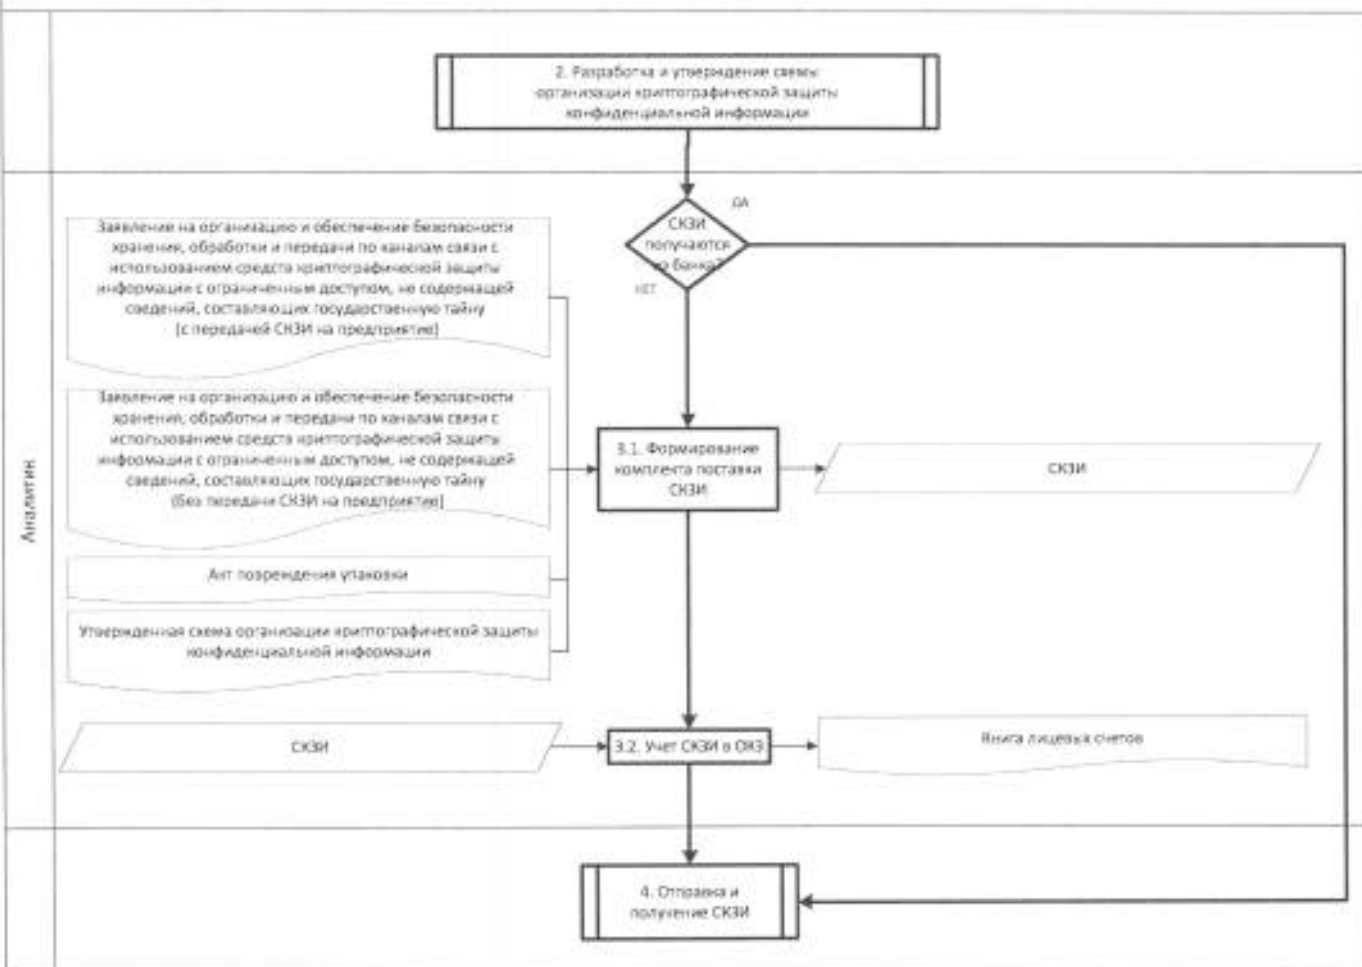 2. Разработка и утверждение схемы
организации криптографической защиты
конфиденциальной информации
ДА
СКЗИ
получаются
из банка?
НЕТ
Заявление на организацию и обеспечение безопасности
хранения, обработки и передачи по каналам связи с
использованием средств криптографической защиты
информации с ограниченным доступом, не содержащей
сведений, составляющих государственную тайну
(с передачей СКЗИ на предприятие)
Заявление на организацию и обеспечение безопасности
хранения, обработки и передачи по каналам связи с
использованием средств криптографической защиты
информации с ограниченным доступом, не содержащей
сведений, составляющих государственную тайну
(без передачи СКЗИ на предприятие)
3.1. Формирование
комплекта поставки
СКЗИ
СКЗИ
Аналитик
Акт повреждения упаковки
Утвержденная схема организации криптографической защиты
конфиденциальной информации
СКЗИ
3.2. Учет СКЗИ в ОКЗ
Книга лицевых счетов
4. Отправка и
получение СКЗИ